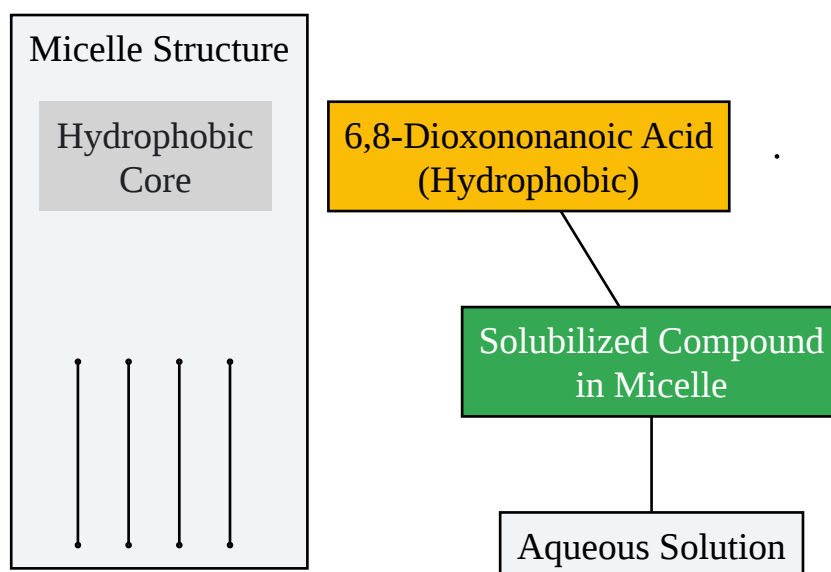 Micelle Structure
Hydrophobic
Core
6,8-Dioxononanoic Acid
(Hydrophobic)
.
Solubilized Compound
in Micelle
Aqueous Solution